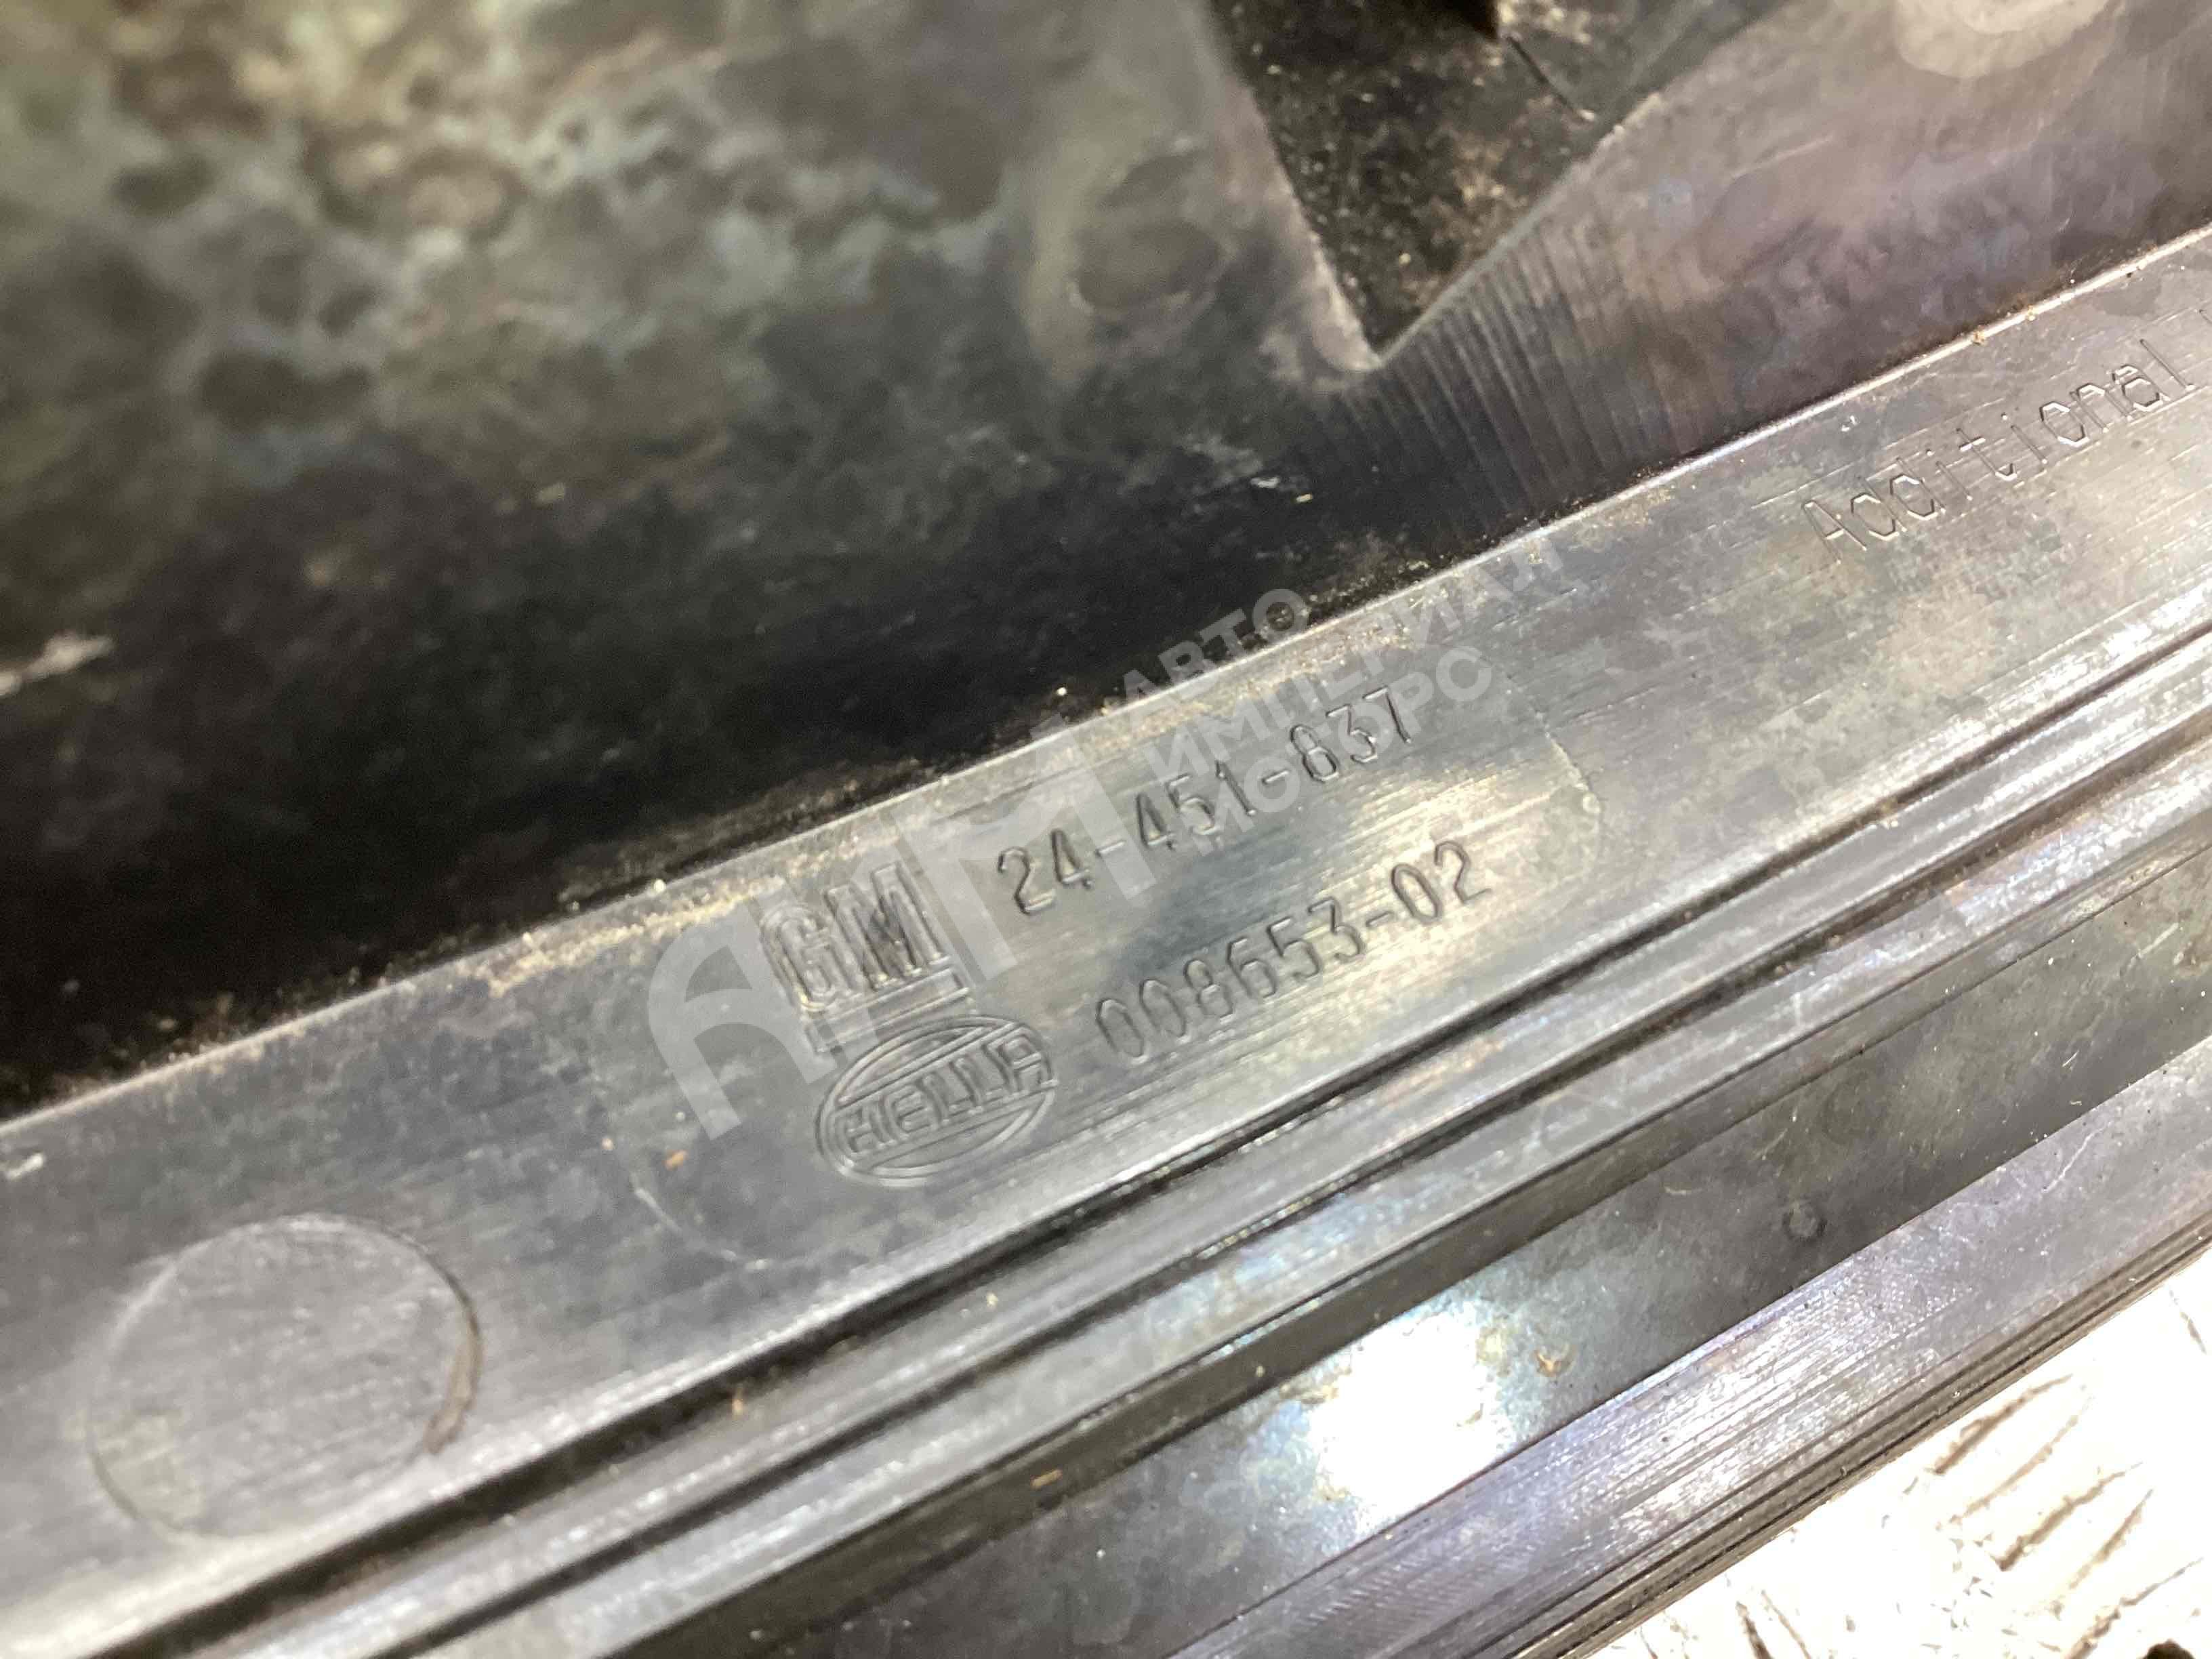 Additional
АВТО
ИМПЕРИАЛ
МОТОРС
GM 24-451-837
HELLA 008653-02